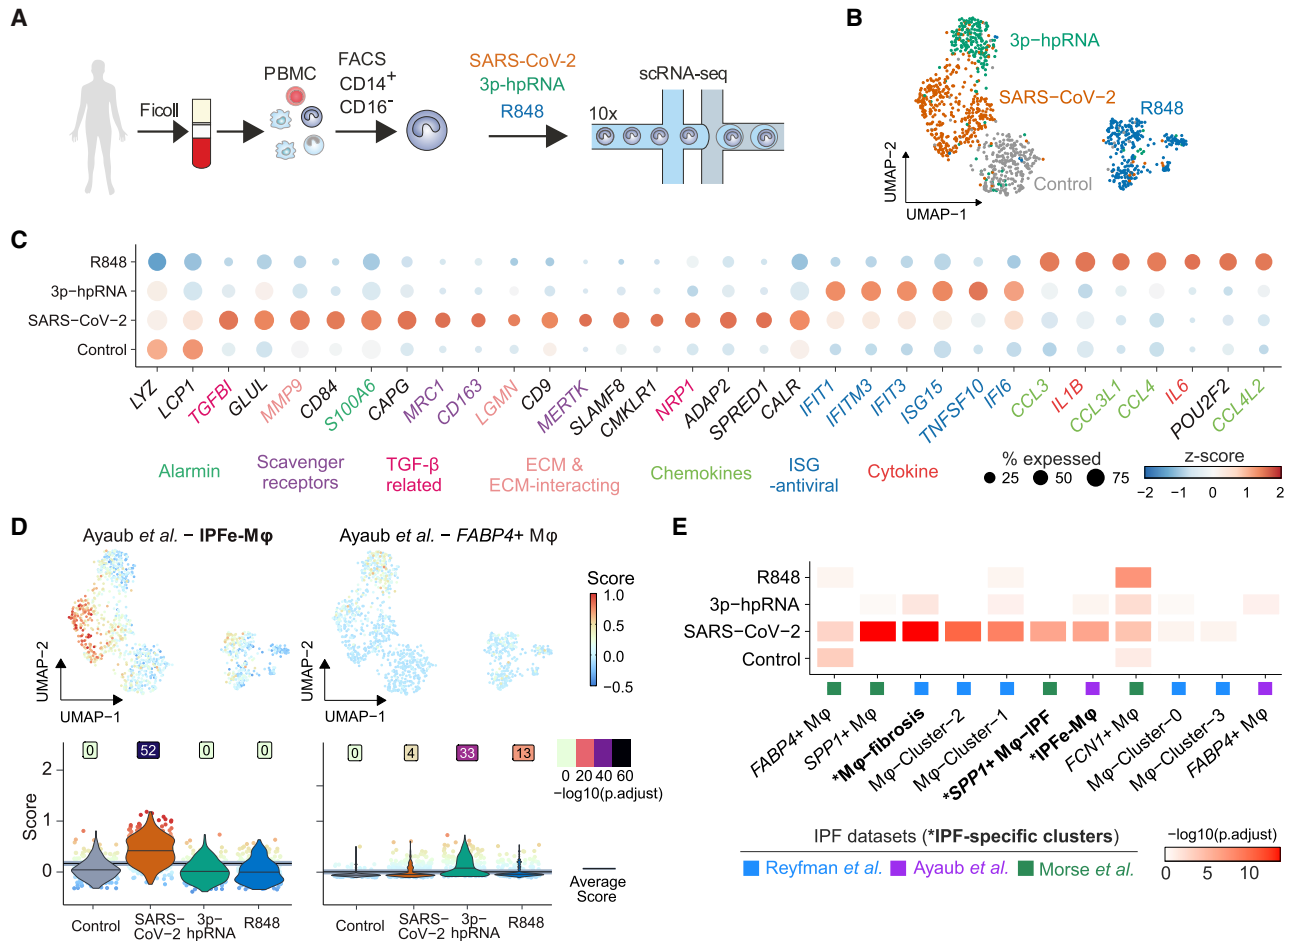 A
Ficoll
PBMC
FACS
CD14+
CD16-
SARS-CoV-2
3p-hpRNA
R848
scRNA-seq
10x
B
3p−hpRNA
SARS−CoV−2
R848
Control
UMAP−2
UMAP−1
C
R848
3p-hpRNA
SARS-CoV-2
Control
LYZ
LCP1
TGFBI
GLUL
MMP9
CD84
S100A6
CAPG
MRC1
CD163
LGMN
CD9
MERTK
SLAMF8
CMKLR1
NRP1
ADAP2
SPRED1
CALR
IFIT1
IFITM3
IFIT3
ISG15
TNFSF10
IFI6
CCL3
IL1B
CCL3L1
CCL4
IL6
POU2F2
CCL4L2
Alarmin
Scavenger
receptors
TGF-β
related
ECM &
ECM-interacting
Chemokines
ISG
-antiviral
Cytokine
% expessed
25 50 75
z-score
−2 −1 0 1 2
D
Ayaub et al. − IPFe-Mφ
Ayaub et al. − FABP4+ Mφ
UMAP−2
UMAP−1
UMAP−2
UMAP−1
Score
1.0
0.5
0.0
−0.5
0 52 0 0
0 4 33 13
2
1
0
Score
Control
SARS−
CoV−2
3p−
hpRNA
R848
Control
SARS−
CoV−2
3p−
hpRNA
R848
0 20 40 60
−log10(p.adjust)
Average
Score
E
R848
3p−hpRNA
SARS−CoV−2
Control
FABP4+ Mφ
SPP1+ Mφ
*Mφ−fibrosis
Mφ−Cluster−2
Mφ−Cluster−1
*SPP1+ Mφ−IPF
*IPFe−Mφ
FCN1+ Mφ
Mφ−Cluster−0
Mφ−Cluster−3
FABP4+ Mφ
IPF datasets (*IPF-specific clusters)
Reyfman et al.
Ayaub et al.
Morse et al.
−log10(p.adjust)
0 5 10